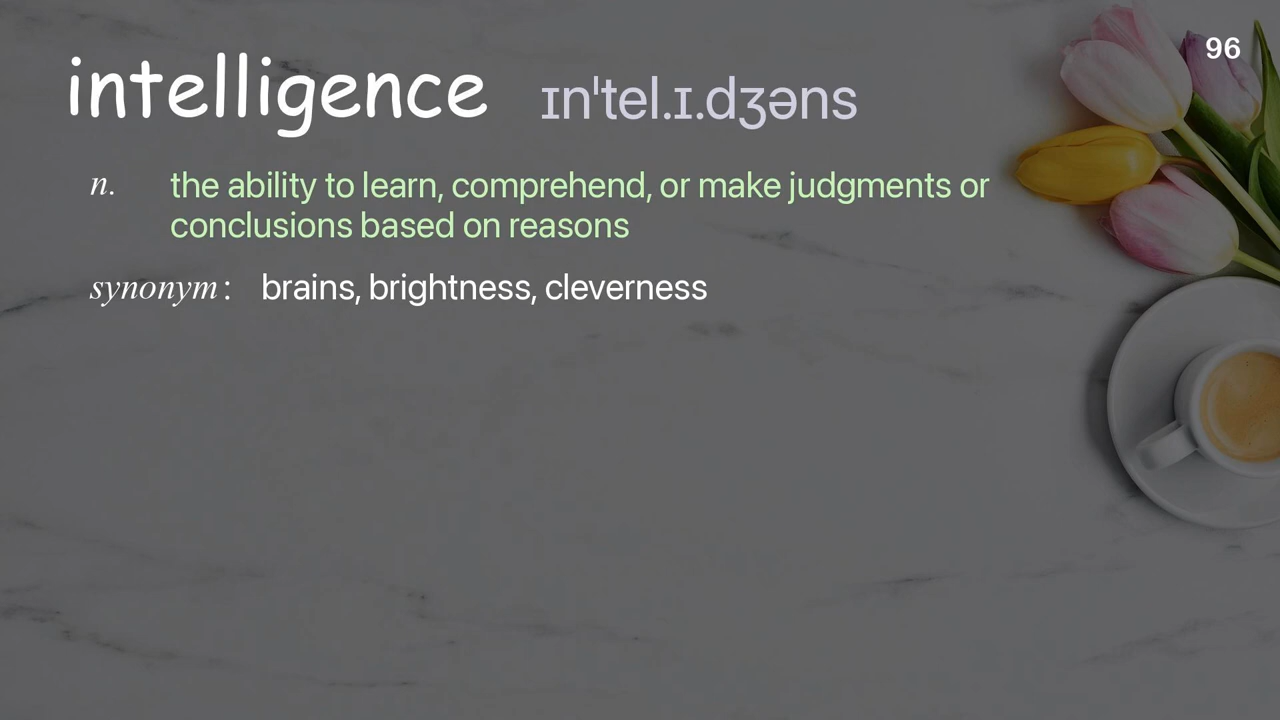 96
intelligence ɪnˈtel.ɪ.dʒəns
n. the ability to learn, comprehend, or make judgments or
conclusions based on reasons
synonym : brains, brightness, cleverness